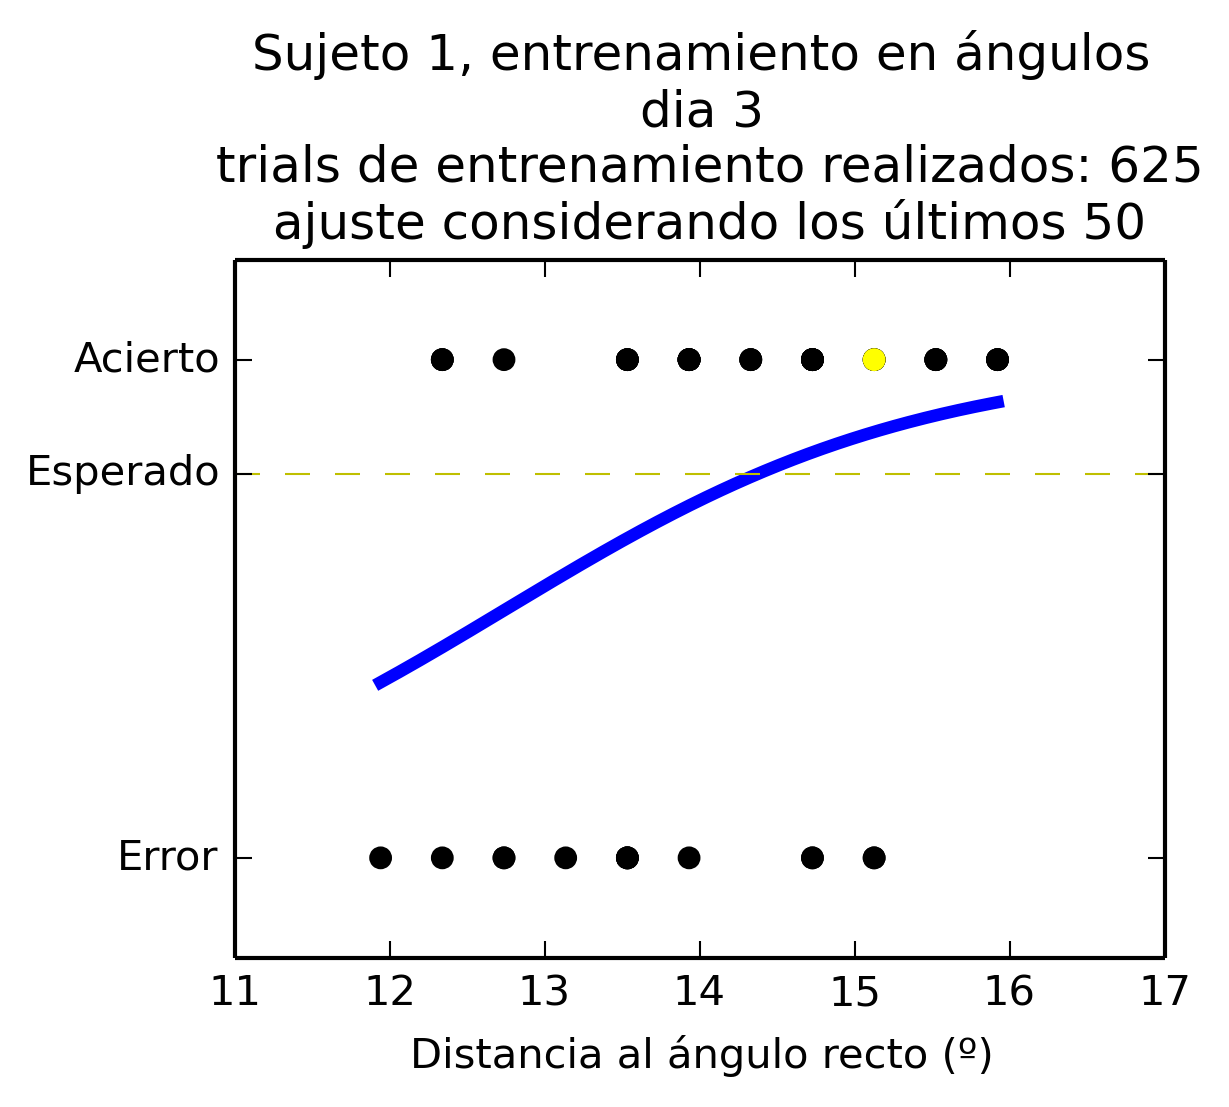 Sujeto 1, entrenamiento en ángulos
dia 3
trials de entrenamiento realizados: 625
ajuste considerando los últimos 50
Acierto
Esperado
Error
11 12 13 14 15 16 17
Distancia al ángulo recto (º)